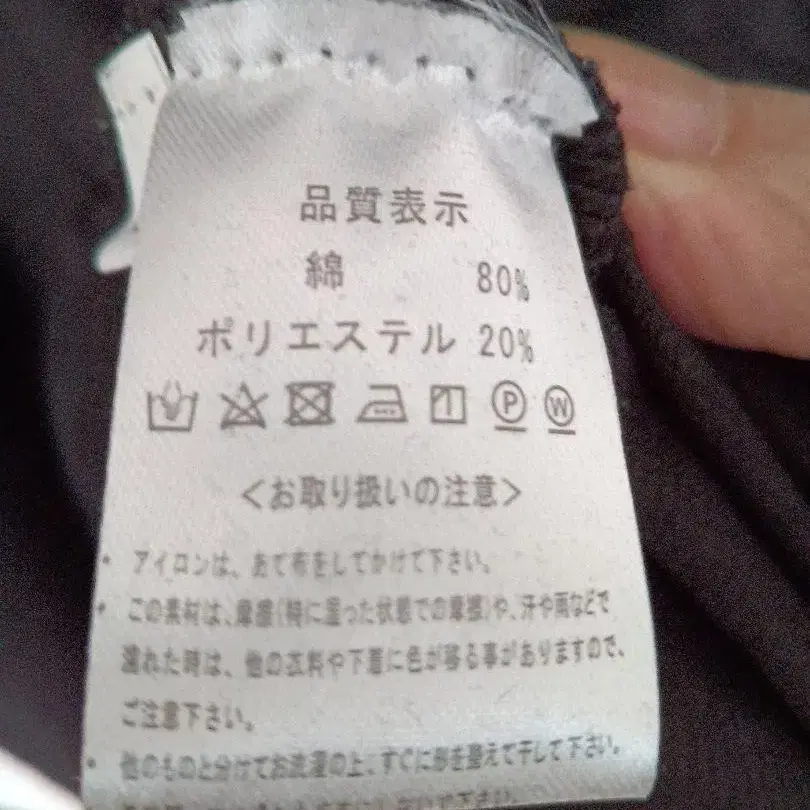 品質表示
綿 80%
ポリエステル 20%
P W
<お取り扱いの注意>
・ アイロンは、あて布をしてかけて下さい。
・ この素材は、摩擦(特に湿った状態での摩擦)や、汗や雨などで
濡れた時は、他の衣料や下着に色が移る事がありますので、
ご注意下さい。
・ 他のものと分けてお洗濯の上、すぐに形を整えて干して下さい。